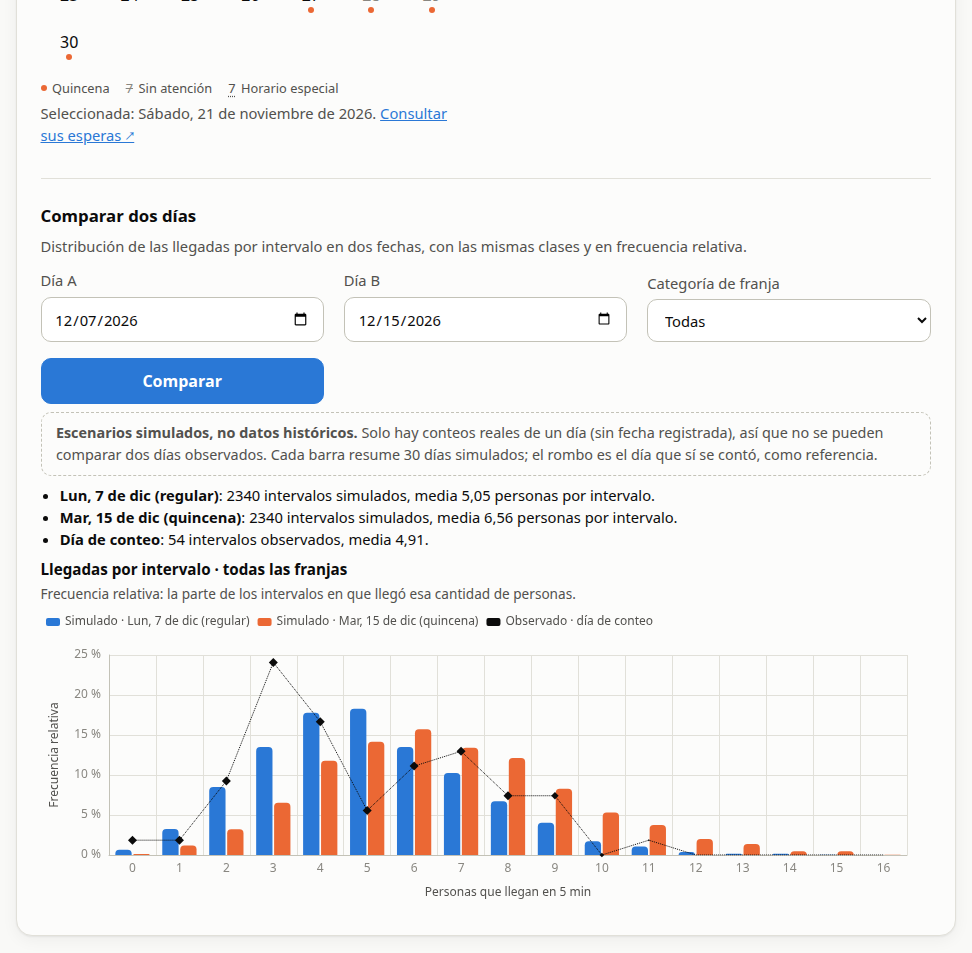 30
Quincena 7 Sin atención 7 Horario especial
Seleccionada: Sábado, 21 de noviembre de 2026. Consultar
sus esperas ↗
Comparar dos días
Distribución de las llegadas por intervalo en dos fechas, con las mismas clases y en frecuencia relativa.
Día A Día B Categoría de franja
12/07/2026 12/15/2026 Todas
Comparar
Escenarios simulados, no datos históricos. Solo hay conteos reales de un día (sin fecha registrada), así que no se pueden
comparar dos días observados. Cada barra resume 30 días simulados; el rombo es el día que sí se contó, como referencia.
• Lun, 7 de dic (regular): 2340 intervalos simulados, media 5,05 personas por intervalo.
• Mar, 15 de dic (quincena): 2340 intervalos simulados, media 6,56 personas por intervalo.
• Día de conteo: 54 intervalos observados, media 4,91.
Llegadas por intervalo · todas las franjas
Frecuencia relativa: la parte de los intervalos en que llegó esa cantidad de personas.
Simulado · Lun, 7 de dic (regular) Simulado · Mar, 15 de dic (quincena) Observado · día de conteo
25 %
20 %
15 %
10 %
5 %
0 %
Frecuencia relativa
0 1 2 3 4 5 6 7 8 9 10 11 12 13 14 15 16
Personas que llegan en 5 min